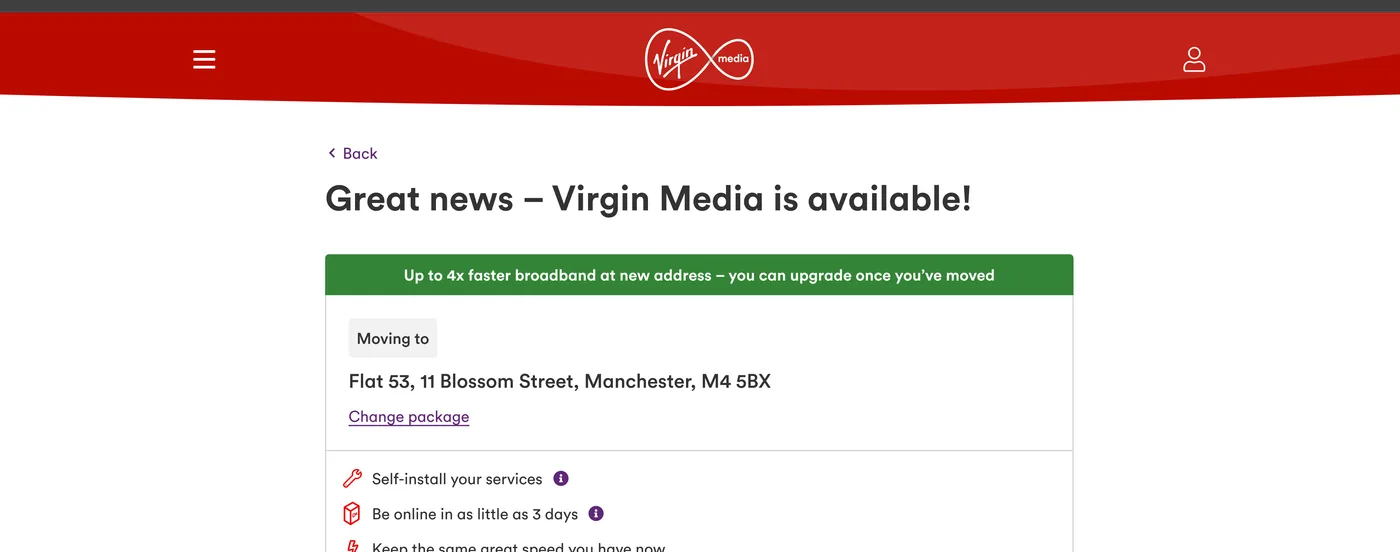 Virgin media
Back
Great news – Virgin Media is available!
Up to 4x faster broadband at new address – you can upgrade once you've moved
Moving to
Flat 53, 11 Blossom Street, Manchester, M4 5BX
Change package
Self-install your services
Be online in as little as 3 days
Keep the same great speed you have now